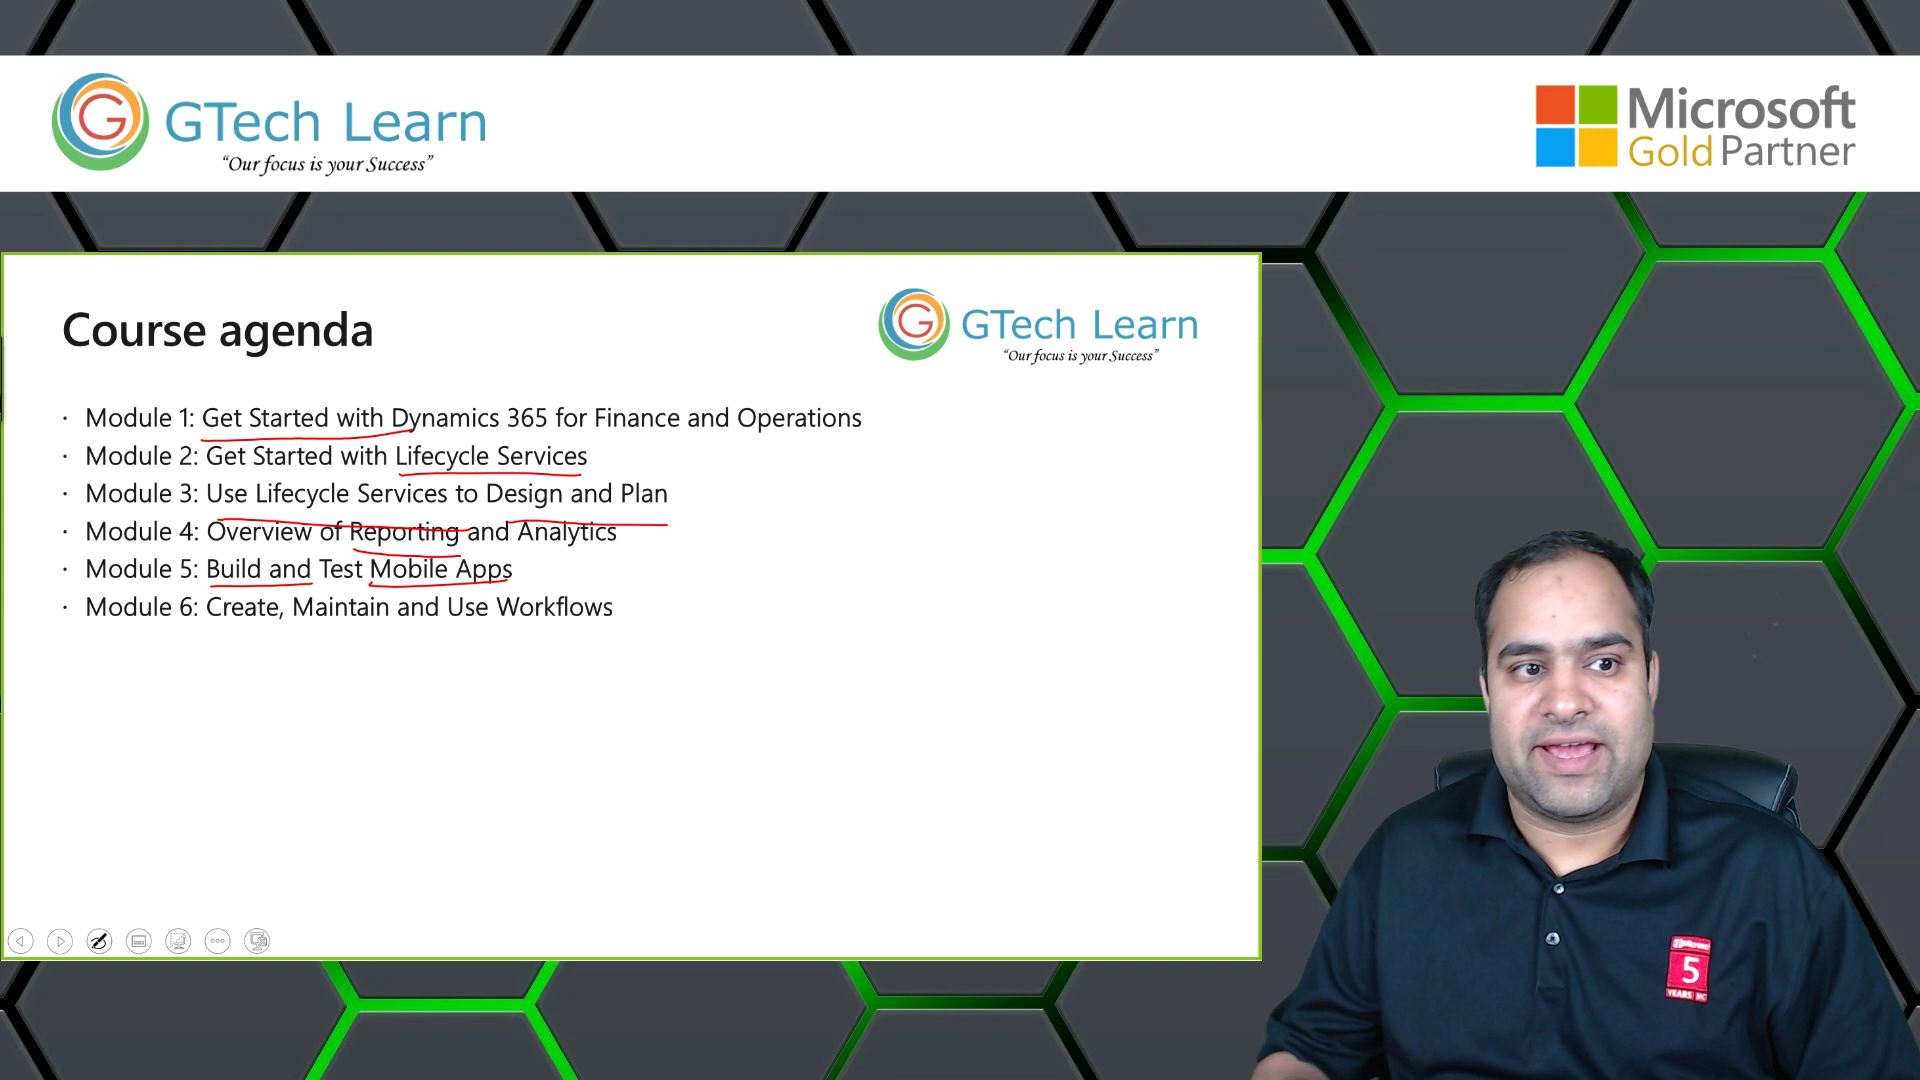 GTech Learn
“Our focus is your Success”
Microsoft
Gold Partner
Course agenda
GTech Learn
“Our focus is your Success”
· Module 1: Get Started with Dynamics 365 for Finance and Operations
· Module 2: Get Started with Lifecycle Services
· Module 3: Use Lifecycle Services to Design and Plan
· Module 4: Overview of Reporting and Analytics
· Module 5: Build and Test Mobile Apps
· Module 6: Create, Maintain and Use Workflows
5
YEARS